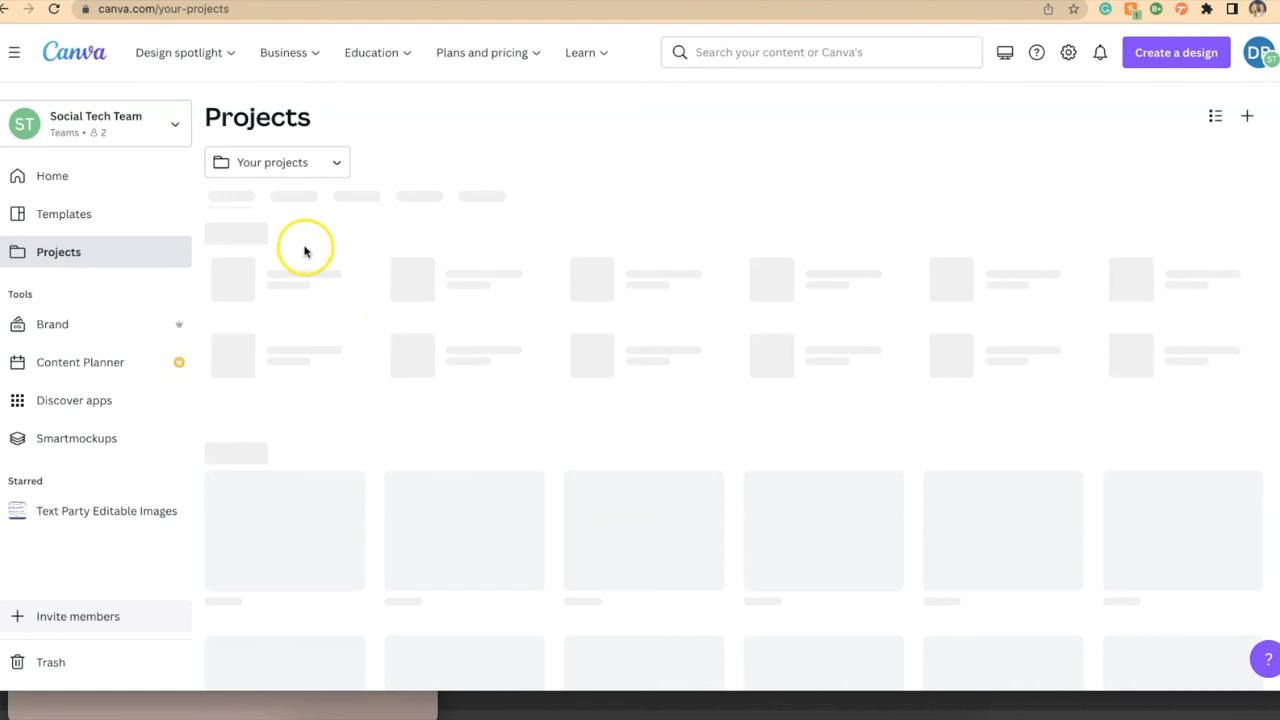 canva.com/your-projects
1
Canva
Design spotlight
Business
Education
Plans and pricing
Learn
Search your content or Canva's
?
Create a design
ST
Social Tech Team
Teams • 2
Projects
Your projects
Home
Templates
Projects
Tools
Brand
Content Planner
Discover apps
Smartmockups
Starred
Text Party Editable Images
Invite members
Trash
?